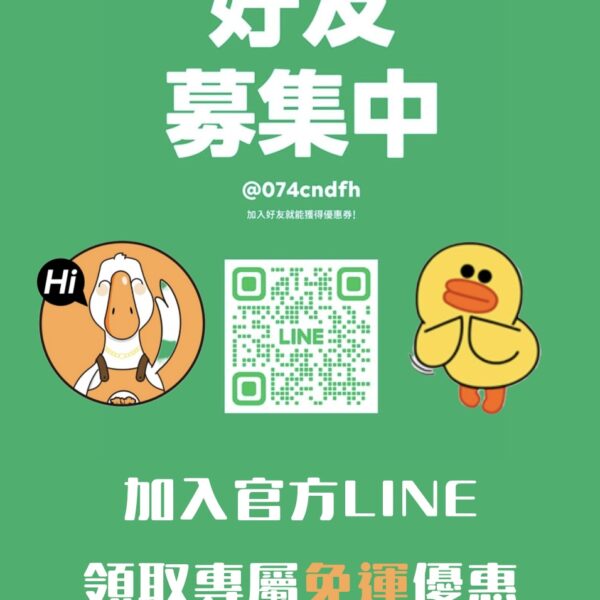 好友
募集中
@074cndfh
加入好友就能獲得優惠券!
Hi
LINE
加入官方LINE
領取專屬免運優惠